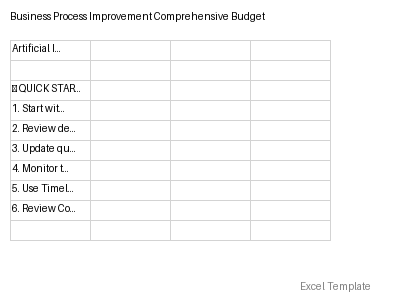 Business Process Improvement Comprehensive Budget
Artificial I...
QUICK STAR...
1. Start wit...
2. Review de...
3. Update qu...
4. Monitor t...
5. Use Timel...
6. Review Co...
Excel Template